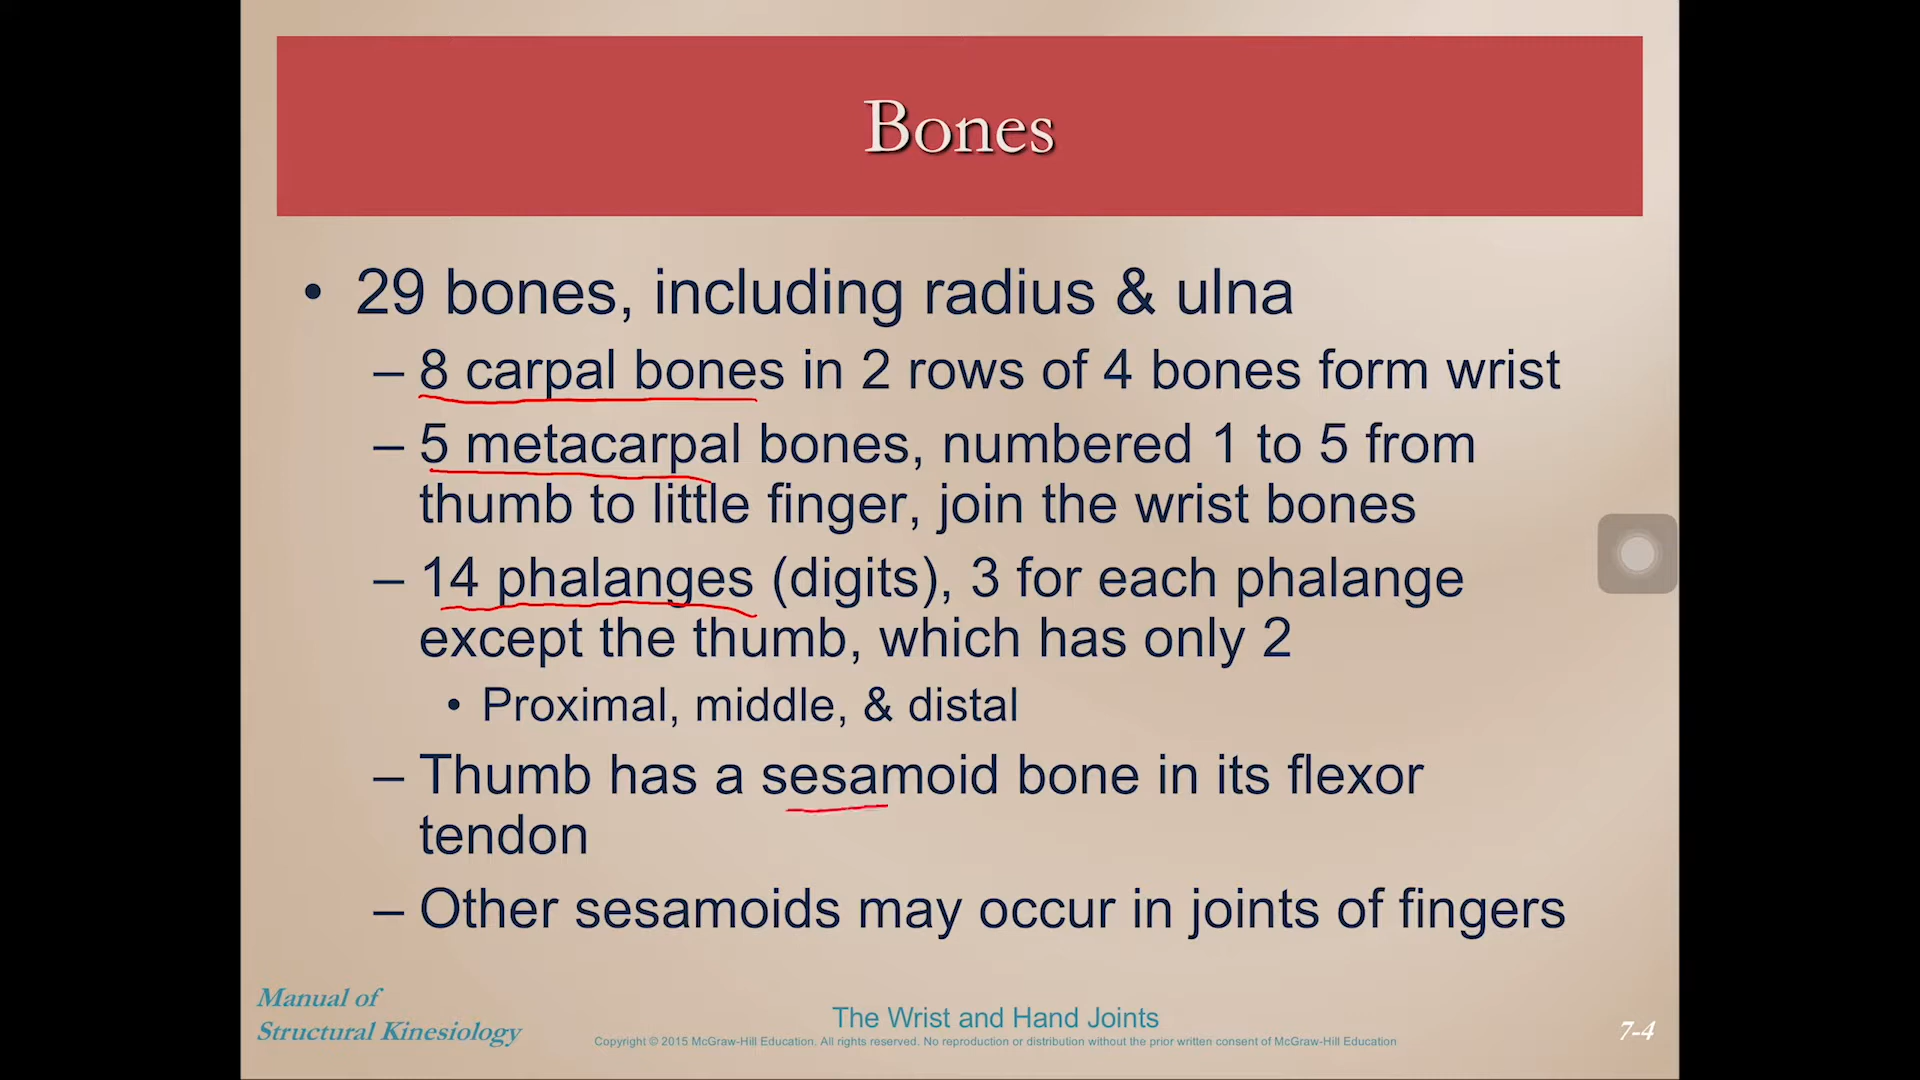 Bones
• 29 bones, including radius & ulna
– 8 carpal bones in 2 rows of 4 bones form wrist
– 5 metacarpal bones, numbered 1 to 5 from
thumb to little finger, join the wrist bones
– 14 phalanges (digits), 3 for each phalange
except the thumb, which has only 2
• Proximal, middle, & distal
– Thumb has a sesamoid bone in its flexor
tendon
– Other sesamoids may occur in joints of fingers
Manual of
Structural Kinesiology
The Wrist and Hand Joints
Copyright © 2015 McGraw-Hill Education. All rights reserved. No reproduction or distribution without the prior written consent of McGraw-Hill Education
7-4